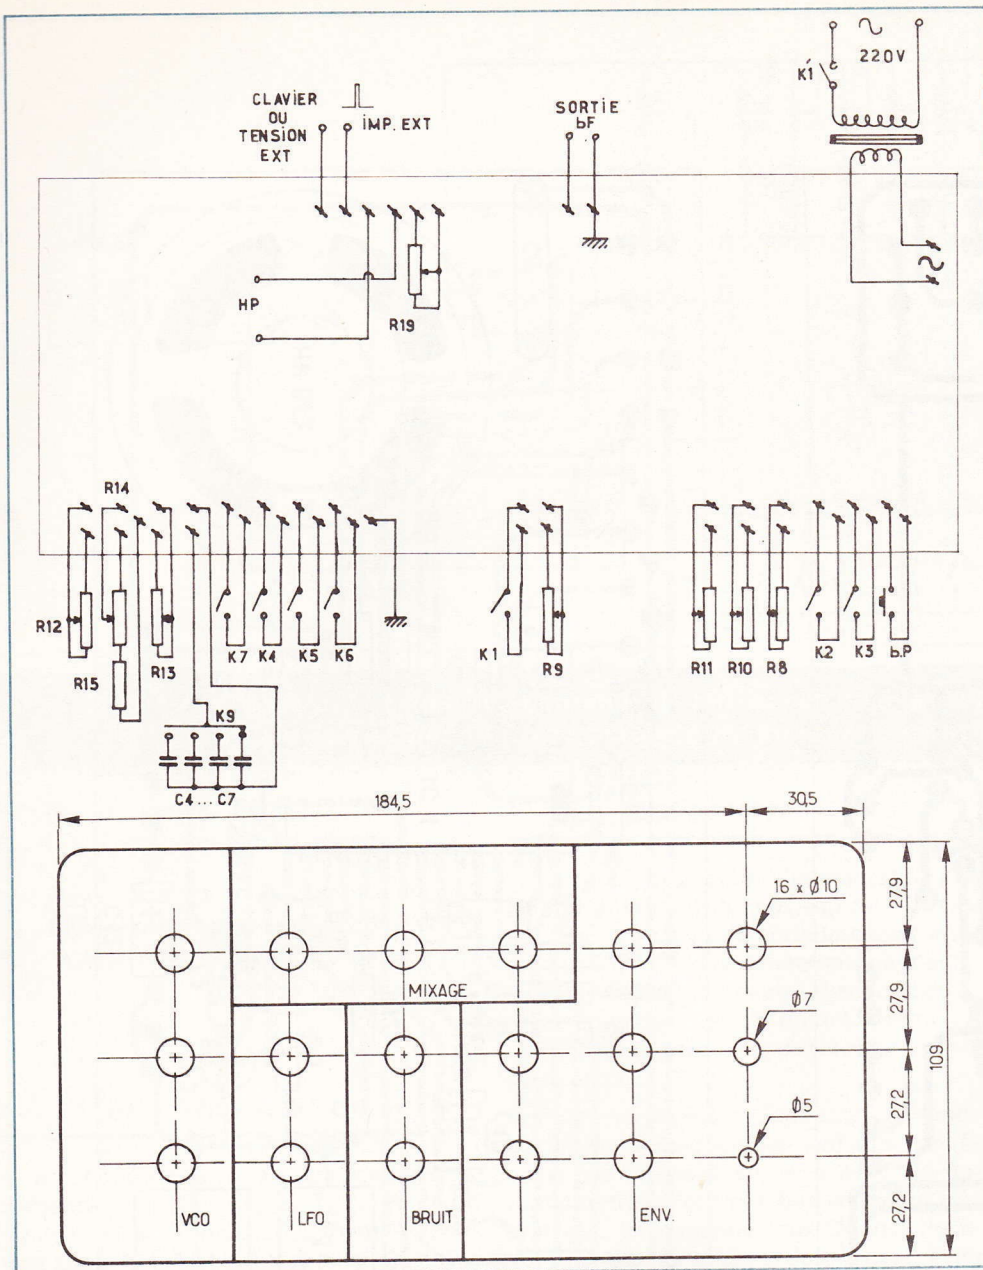 220V
K'1
CLAVIER
OU
TENSION
EXT
IMP. EXT
SORTIE
bF
HP
R19
R14
R12
R15
R13
K7
K4
K5
K6
K1
R9
R11
R10
R8
K2
K3
b.P
K9
C4...C7
184,5
30,5
16 x Ø10
27,9
MIXAGE
Ø7
27,9
109
Ø5
27,2
VCO
LFO
BRUIT
ENV.
27,2